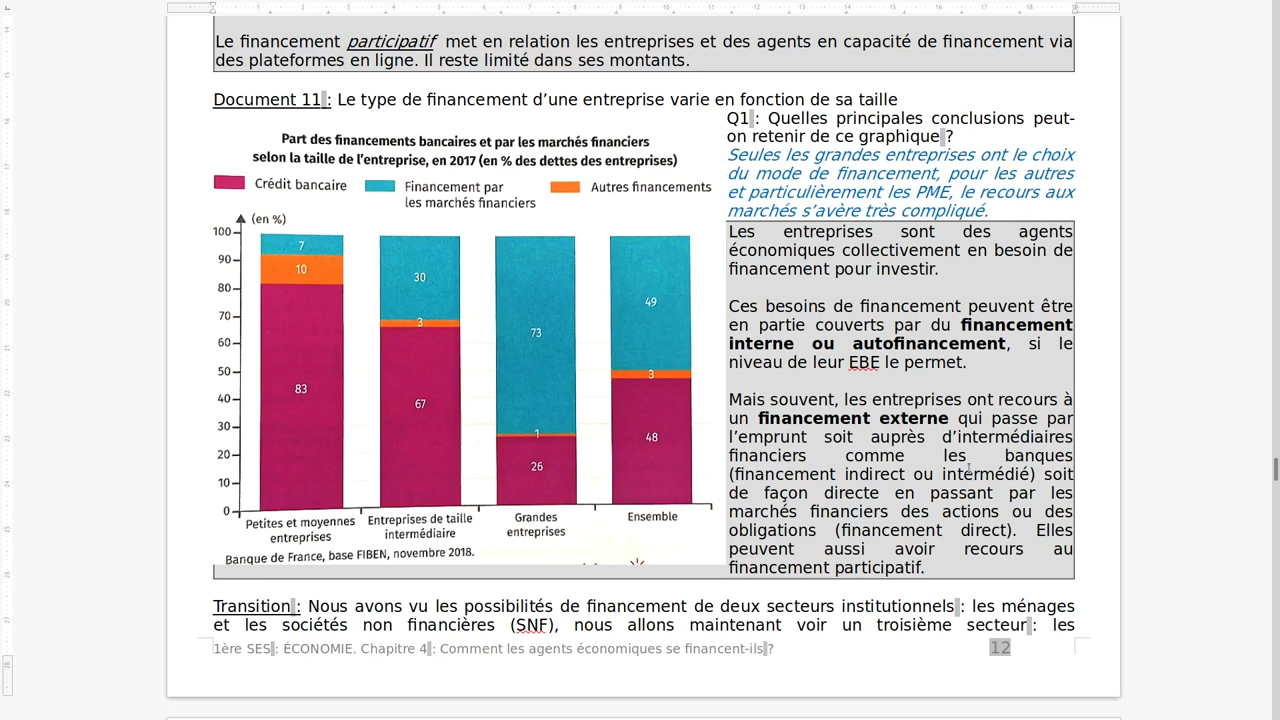 Le financement participatif met en relation les entreprises et des agents en capacité de financement via
des plateformes en ligne. Il reste limité dans ses montants.
Document 11 : Le type de financement d’une entreprise varie en fonction de sa taille
Part des financements bancaires et par les marchés financiers
selon la taille de l’entreprise, en 2017 (en % des dettes des entreprises)
Crédit bancaire
Financement par
les marchés financiers
Autres financements
(en %)
100
90
80
70
60
50
40
30
20
10
0
7
10
83
30
3
67
73
1
26
49
3
48
Petites et moyennes
entreprises
Entreprises de taille
intermédiaire
Grandes
entreprises
Ensemble
Banque de France, base FIBEN, novembre 2018.
Q1 : Quelles principales conclusions peut-
on retenir de ce graphique ?
Seules les grandes entreprises ont le choix
du mode de financement, pour les autres
et particulièrement les PME, le recours aux
marchés s’avère très compliqué.
Les entreprises sont des agents
économiques collectivement en besoin de
financement pour investir.
Ces besoins de financement peuvent être
en partie couverts par du financement
interne ou autofinancement, si le
niveau de leur EBE le permet.
Mais souvent, les entreprises ont recours à
un financement externe qui passe par
l’emprunt soit auprès d’intermédiaires
financiers comme les banques
(financement indirect ou intermédié) soit
de façon directe en passant par les
marchés financiers des actions ou des
obligations (financement direct). Elles
peuvent aussi avoir recours au
financement participatif.
Transition : Nous avons vu les possibilités de financement de deux secteurs institutionnels : les ménages
et les sociétés non financières (SNF), nous allons maintenant voir un troisième secteur : les
1ère SES : ÉCONOMIE. Chapitre 4 : Comment les agents économiques se financent-ils ?
12